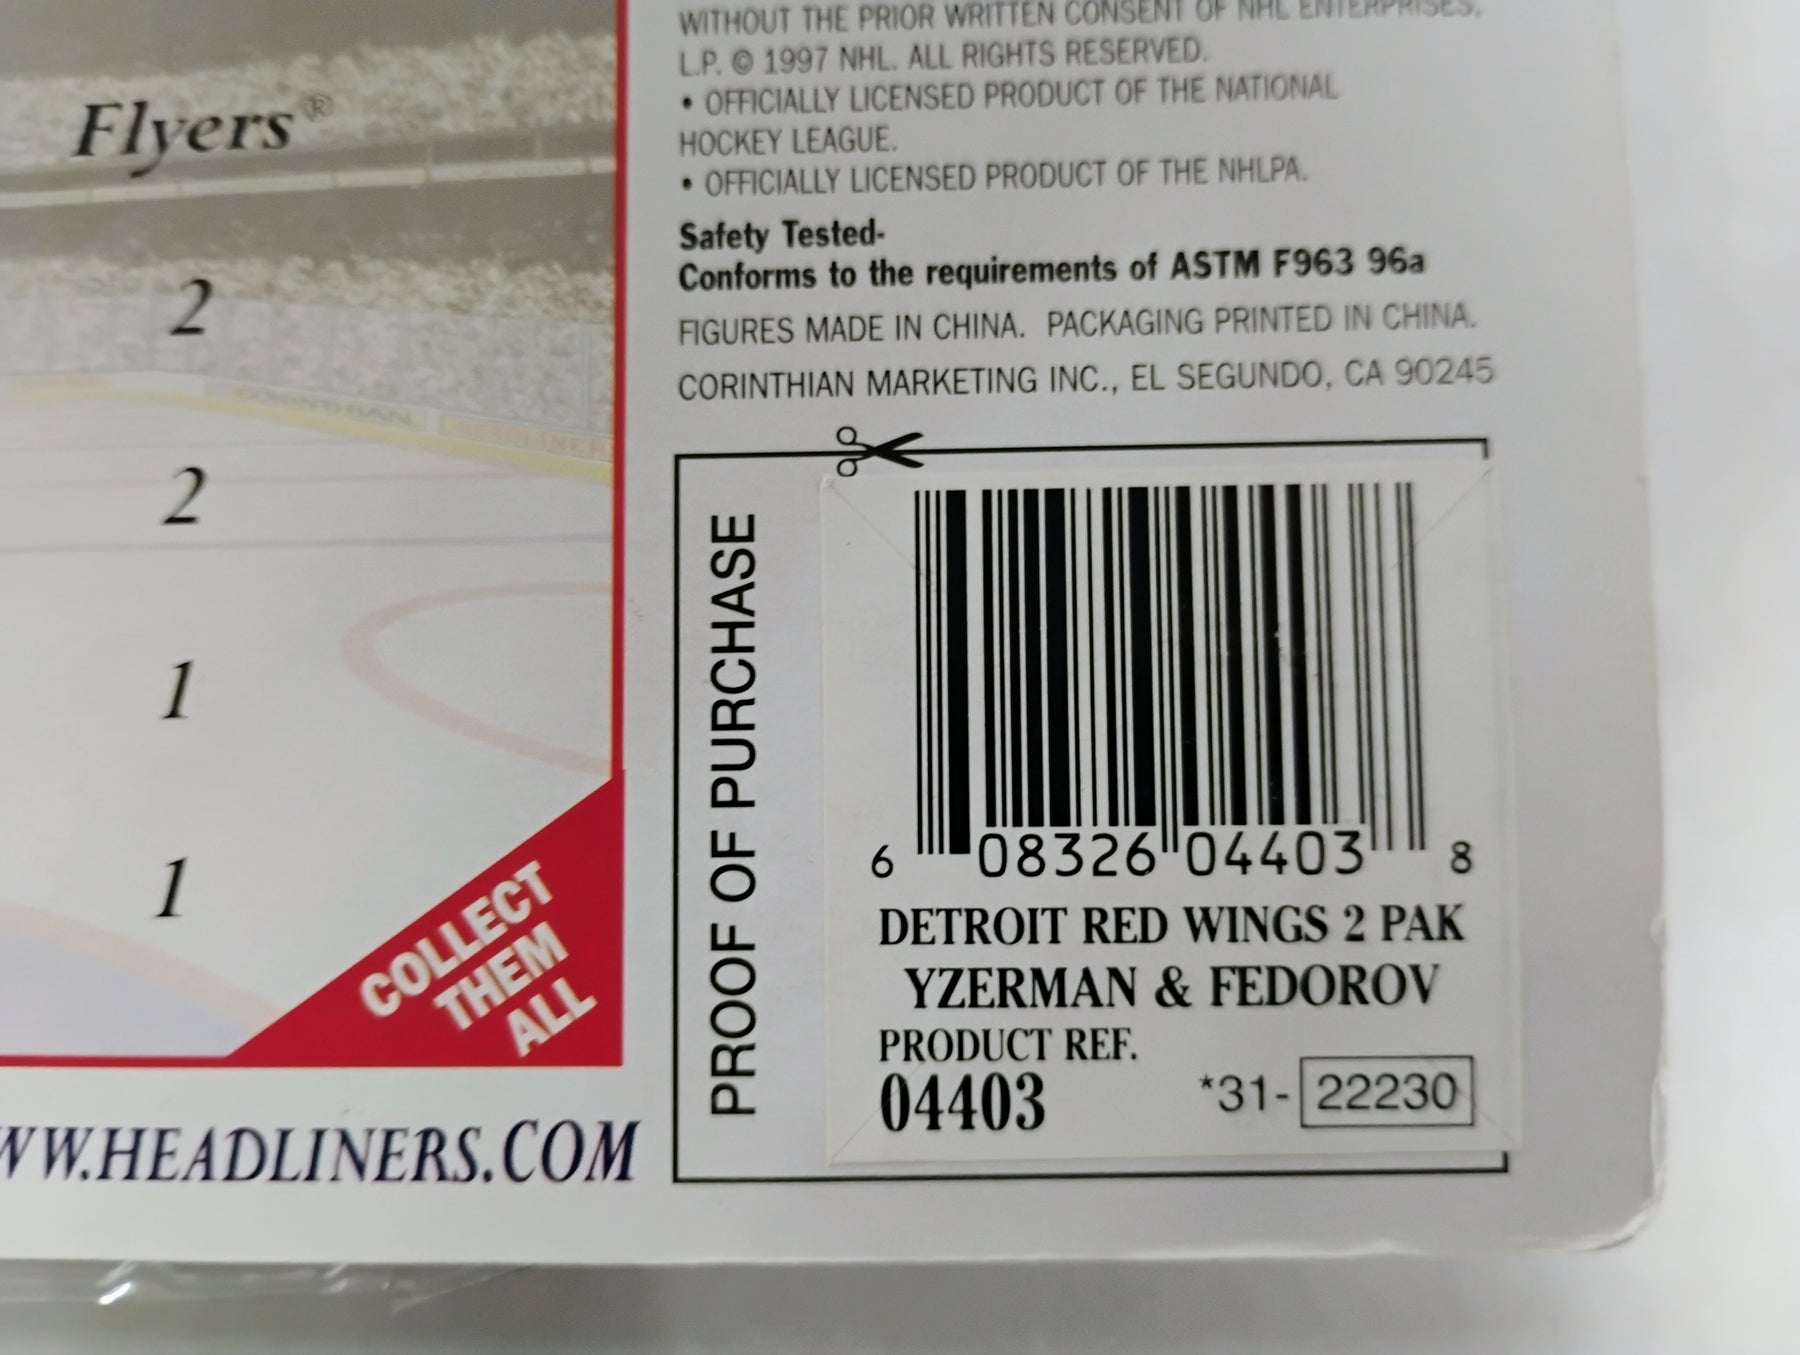 Flyers®
2
2
1
1
CORINTHIAN
HEADLINERS
COLLECT
THEM
ALL
WW.HEADLINERS.COM
WITHOUT THE PRIOR WRITTEN CONSENT OF NHL ENTERPRISES,
L.P. © 1997 NHL. ALL RIGHTS RESERVED.
• OFFICIALLY LICENSED PRODUCT OF THE NATIONAL
HOCKEY LEAGUE.
• OFFICIALLY LICENSED PRODUCT OF THE NHLPA.
Safety Tested-
Conforms to the requirements of ASTM F963 96a
FIGURES MADE IN CHINA. PACKAGING PRINTED IN CHINA.
CORINTHIAN MARKETING INC., EL SEGUNDO, CA 90245
PROOF OF PURCHASE
6 08326 04403 8
DETROIT RED WINGS 2 PAK
YZERMAN & FEDOROV
PRODUCT REF.
04403 *31- 22230